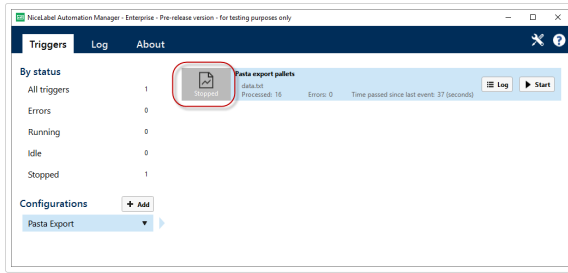 NiceLabel Automation Manager - Enterprise - Pre-release version - for testing purposes only
Triggers Log About
By status
All triggers 1
Errors 0
Running 0
Idle 0
Stopped 1
Configurations + Add
Pasta Export
Stopped
Pasta export pallets
data.txt
Processed: 16 Errors: 0 Time passed since last event: 37 (seconds)
Log Start